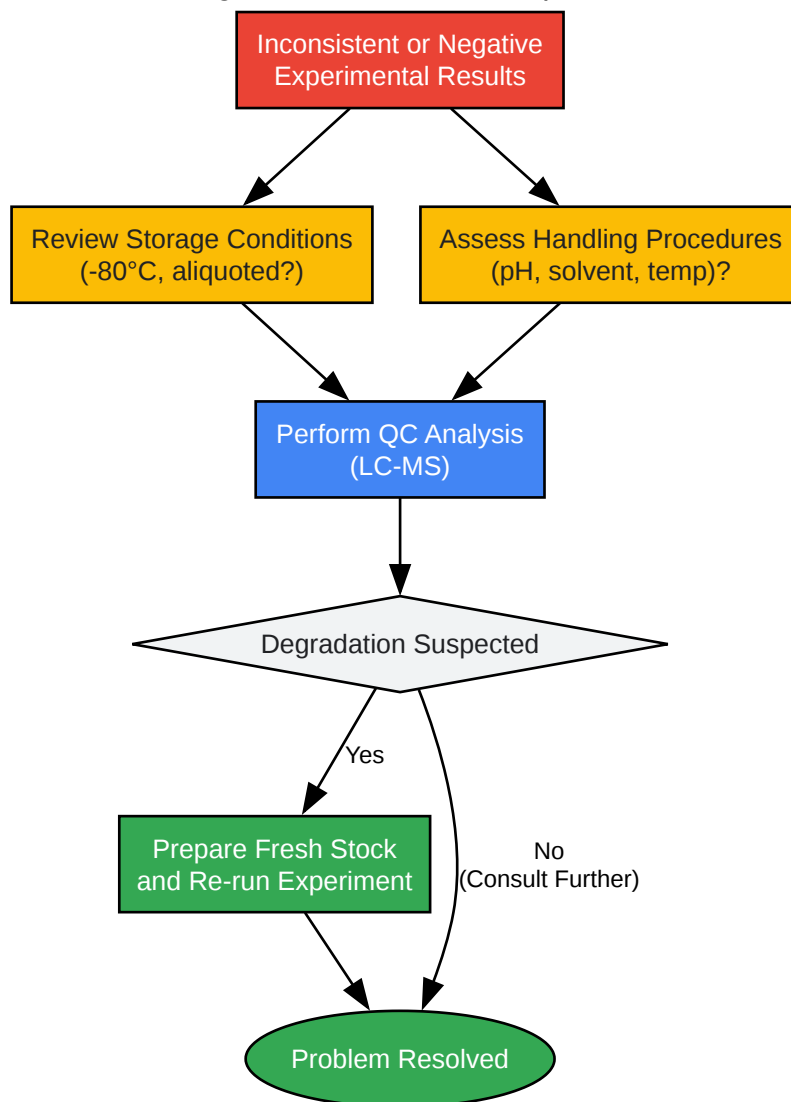 Inconsistent or Negative
Experimental Results
Review Storage Conditions
(-80°C, aliquoted?)
Assess Handling Procedures
(pH, solvent, temp)?
Perform QC Analysis
(LC-MS)
Degradation Suspected
Yes
Prepare Fresh Stock
and Re-run Experiment
No
(Consult Further)
Problem Resolved